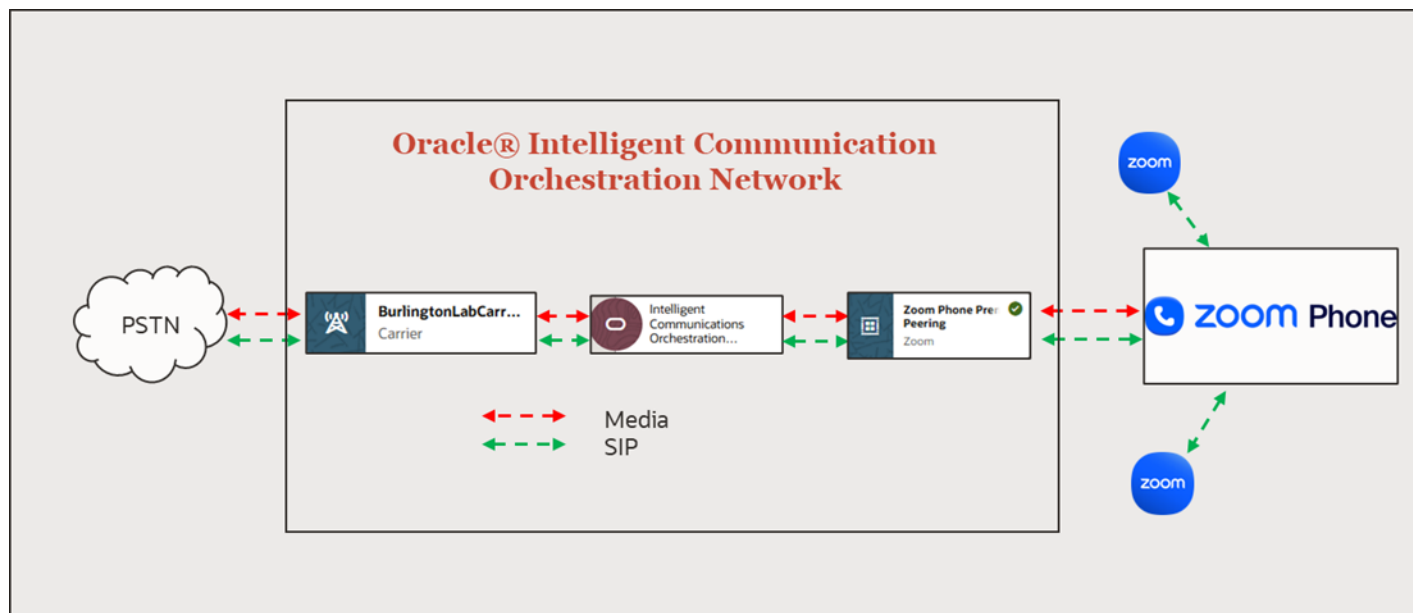 Oracle® Intelligent Communication
Orchestration Network
zoom
PSTN
BurlingtonLabCarr...
Carrier
Intelligent
Communications
Orchestration...
Zoom Phone Prer
Peering
Zoom
zoom Phone
Media
SIP
zoom